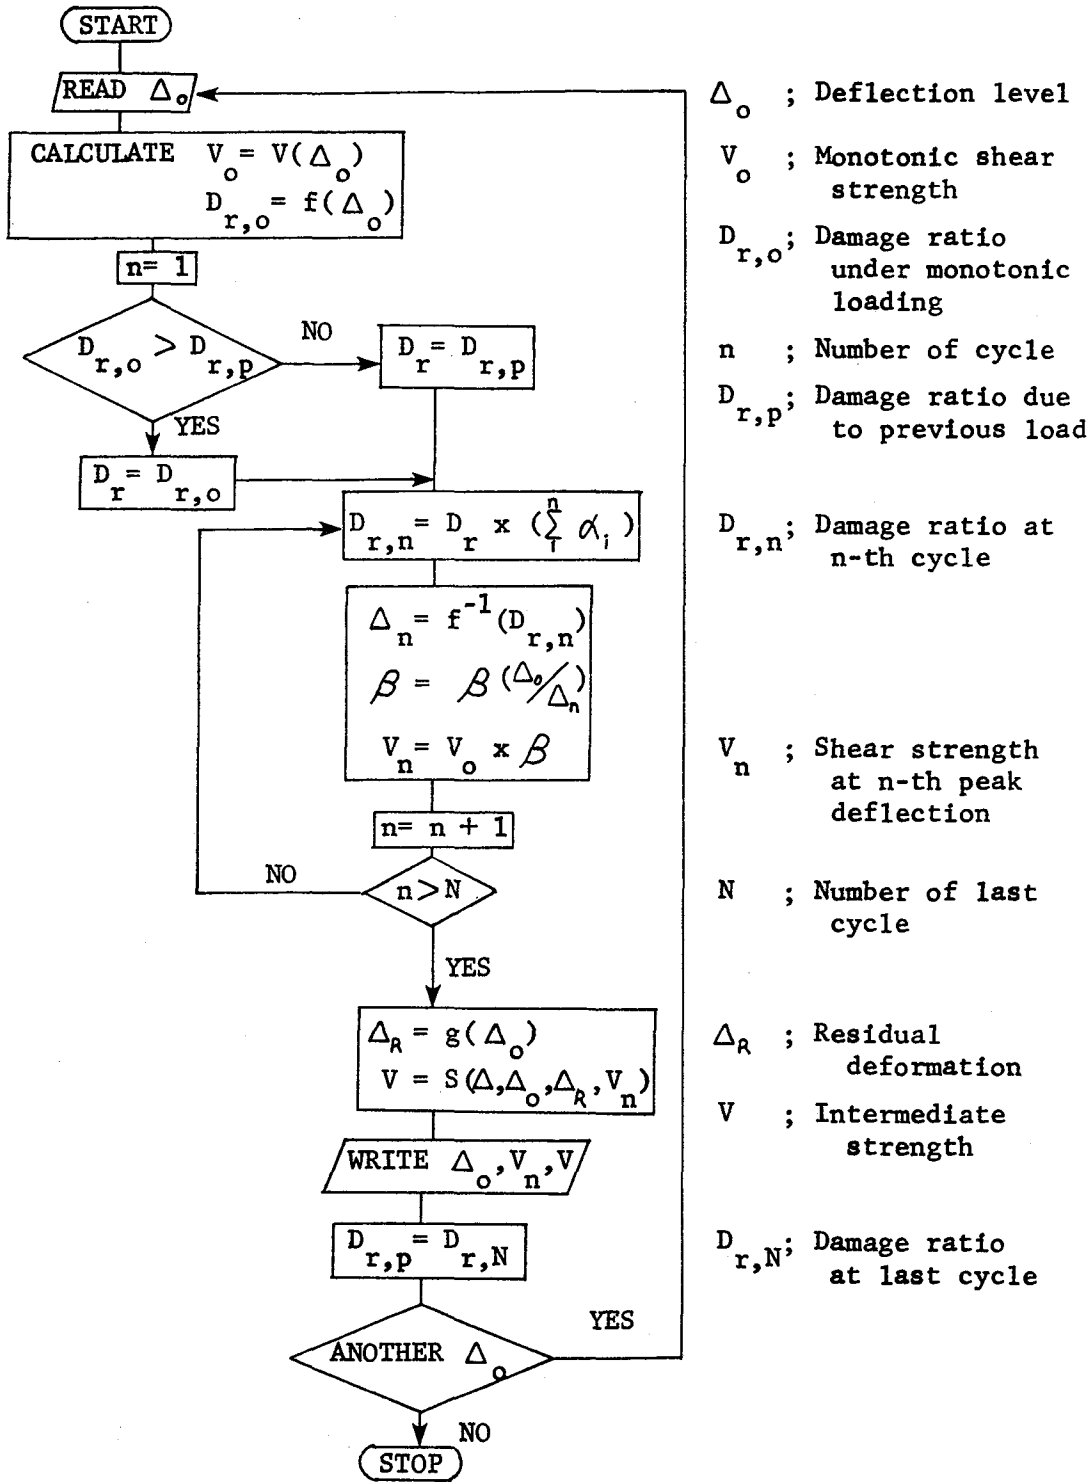 START
READ Δo
CALCULATE Vo = V(Δo)
Dr,o = f(Δo)
n= 1
Dr,o > Dr,p
NO
Dr = Dr,p
YES
Dr = Dr,o
Dr,n = Dr x (Σ1n αi)
Δn = f-1(Dr,n)
β = β(Δo/Δn)
Vn = Vo x β
n= n + 1
n>N
NO
YES
ΔR = g(Δo)
V = S(Δ,Δo,ΔR,Vn)
WRITE Δo,Vn,V
Dr,p = Dr,N
ANOTHER Δo
YES
NO
STOP
Δo ; Deflection level
Vo ; Monotonic shear
strength
Dr,o; Damage ratio
under monotonic
loading
n ; Number of cycle
Dr,p; Damage ratio due
to previous load
Dr,n; Damage ratio at
n-th cycle
Vn ; Shear strength
at n-th peak
deflection
N ; Number of last
cycle
ΔR ; Residual
deformation
V ; Intermediate
strength
Dr,N; Damage ratio
at last cycle